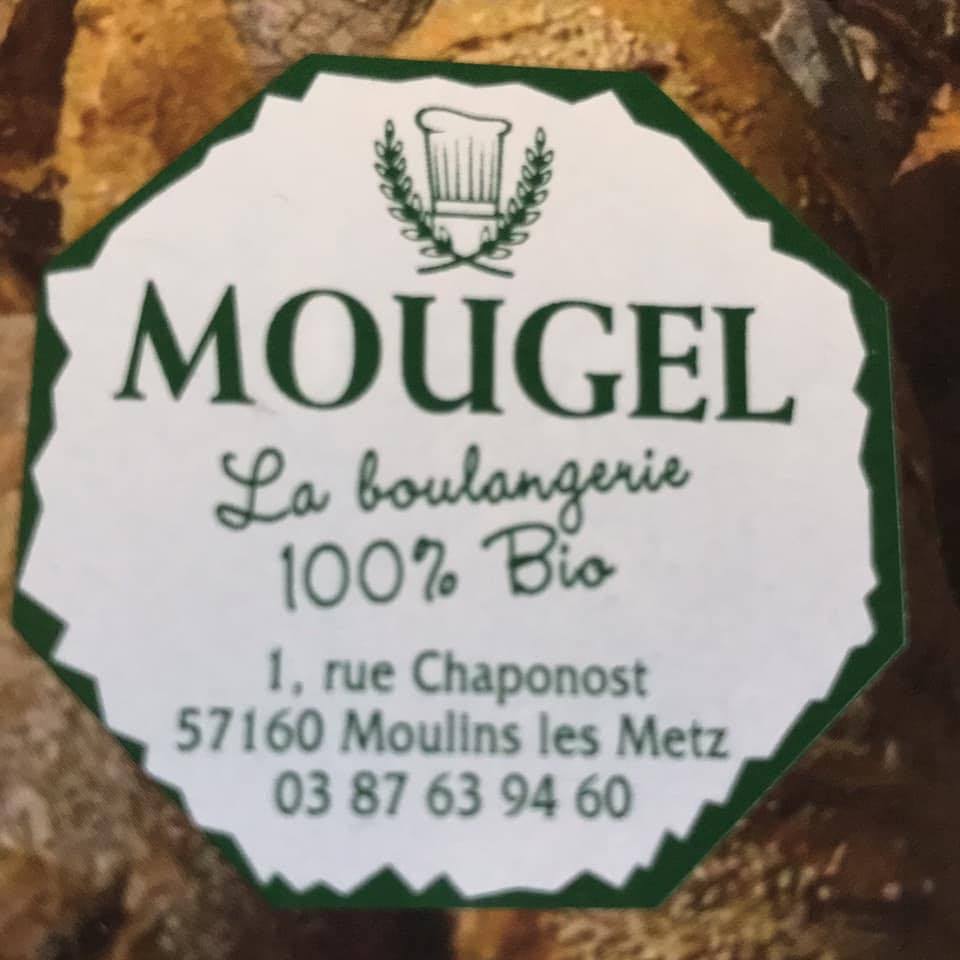 MOUGEL
La boulangerie
100% Bio
1, rue Chaponost
57160 Moulins les Metz
03 87 63 94 60